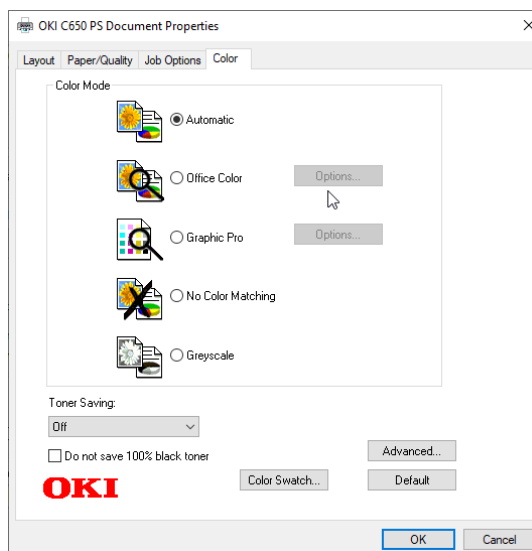 OKI C650 PS Document Properties
Layout Paper/Quality Job Options Color
Color Mode
Automatic
Office Color Options...
Graphic Pro Options...
No Color Matching
Greyscale
Toner Saving:
Off
Do not save 100% black toner
Advanced...
OKI Color Swatch... Default
OK Cancel